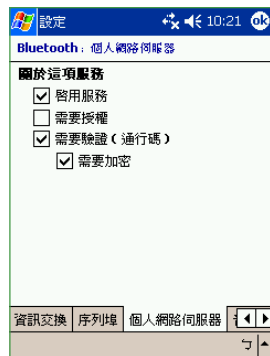 設定 10:21 ok
Bluetooth：個人網路伺服器
關於這項服務
啓用服務
需要授權
需要驗證（通行碼）
需要加密
資訊交換 序列埠 個人網路伺服器
ㄅ